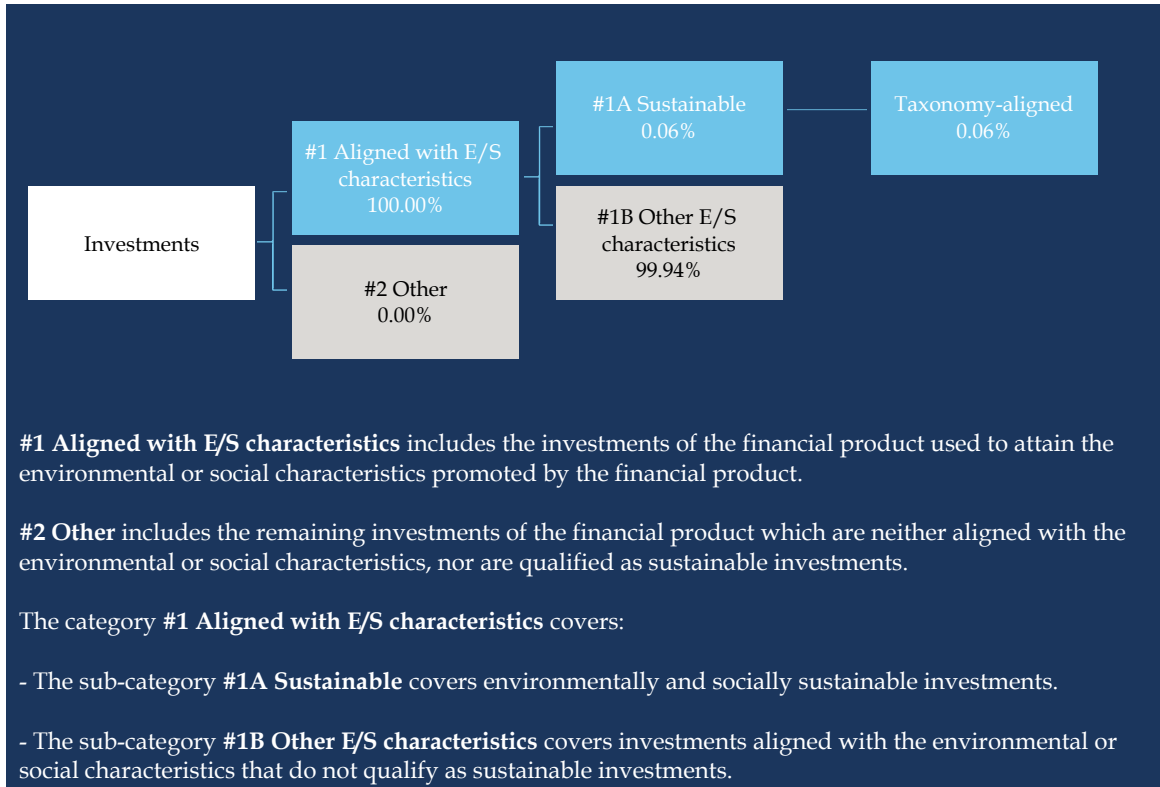 #1A Sustainable
0.06%
Taxonomy-aligned
0.06%
#1 Aligned with E/S
characteristics
100.00%
#1B Other E/S
characteristics
99.94%
Investments
#2 Other
0.00%
#1 Aligned with E/S characteristics includes the investments of the financial product used to attain the
environmental or social characteristics promoted by the financial product.
#2 Other includes the remaining investments of the financial product which are neither aligned with the
environmental or social characteristics, nor are qualified as sustainable investments.
The category #1 Aligned with E/S characteristics covers:
- The sub-category #1A Sustainable covers environmentally and socially sustainable investments.
- The sub-category #1B Other E/S characteristics covers investments aligned with the environmental or
social characteristics that do not qualify as sustainable investments.